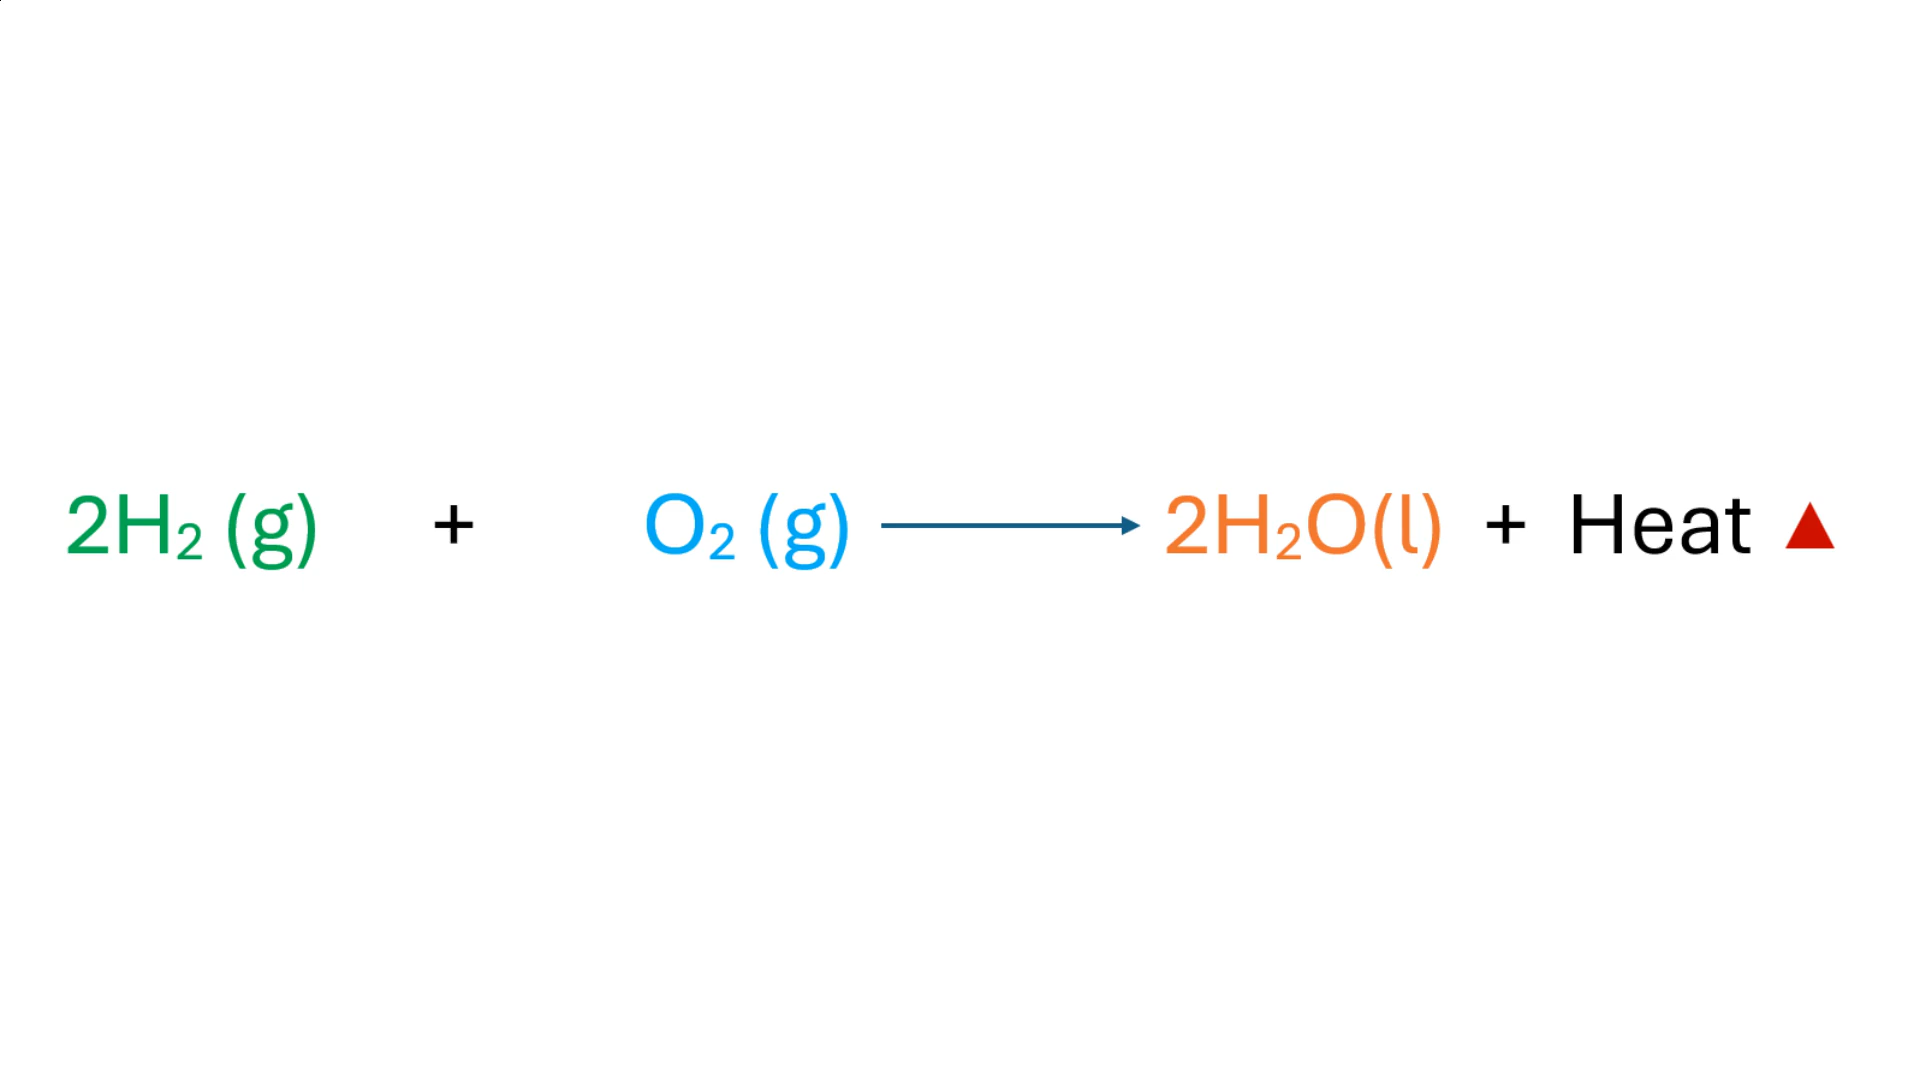 2H₂ (g) + O₂ (g) → 2H₂O(l) + Heat ▲